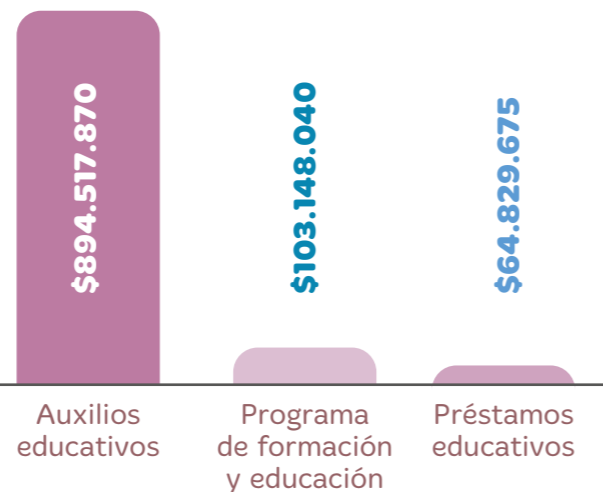 $894.517.870
$103.148.040
$64.829.675
Auxilios
educativos
Programa
de formación
y educación
Préstamos
educativos